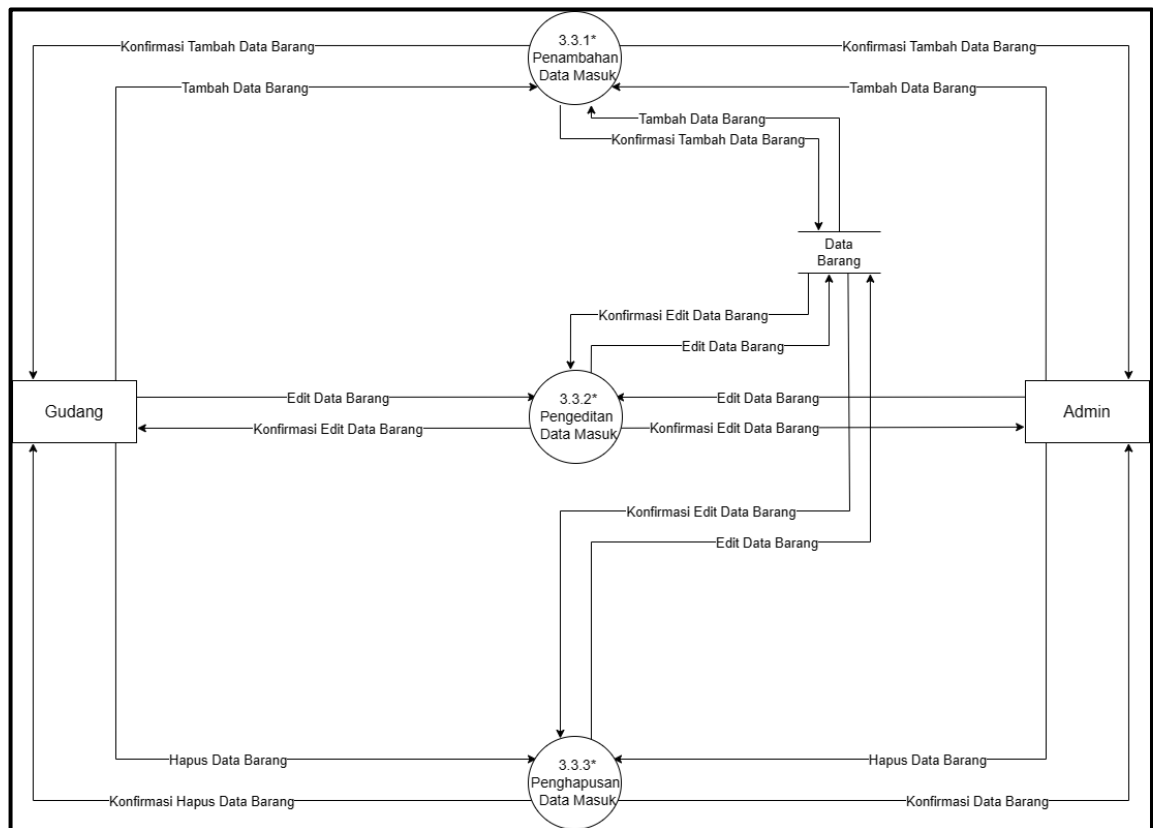 3.3.1*
Penambahan
Data Masuk
Konfirmasi Tambah Data Barang
Konfirmasi Tambah Data Barang
Tambah Data Barang
Tambah Data Barang
Tambah Data Barang
Konfirmasi Tambah Data Barang
Data
Barang
Konfirmasi Edit Data Barang
Edit Data Barang
Gudang
Edit Data Barang
Konfirmasi Edit Data Barang
3.3.2*
Pengeditan
Data Masuk
Edit Data Barang
Konfirmasi Edit Data Barang
Admin
Konfirmasi Edit Data Barang
Edit Data Barang
Hapus Data Barang
Konfirmasi Hapus Data Barang
3.3.3*
Penghapusan
Data Masuk
Hapus Data Barang
Konfirmasi Data Barang